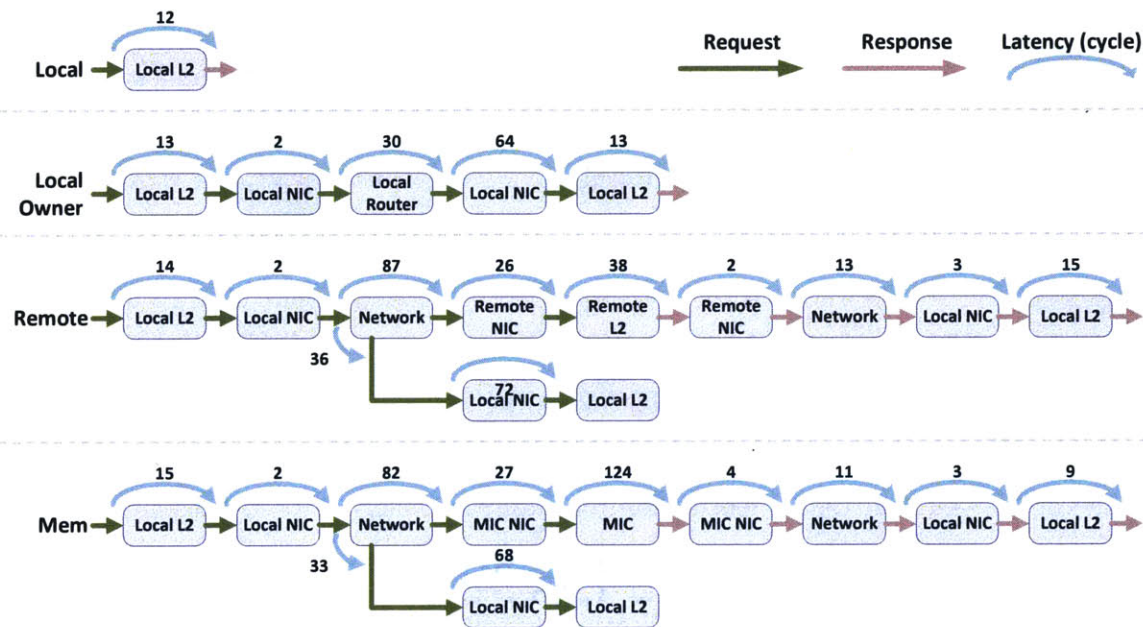 12
Request
Response
Latency (cycle)
Local
Local L2
13
2
30
64
13
Local
Owner
Local L2
Local NIC
Local
Router
Local NIC
Local L2
14
2
87
26
38
2
13
3
15
Remote
Local L2
Local NIC
Network
Remote
NIC
Remote
L2
Remote
NIC
Network
Local NIC
Local L2
36
72
Local NIC
Local L2
15
2
82
27
124
4
11
3
9
Mem
Local L2
Local NIC
Network
MIC NIC
MIC
MIC NIC
Network
Local NIC
Local L2
33
68
Local NIC
Local L2